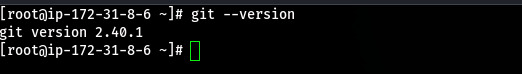 [root@ip-172-31-8-6 ~]# git --version
git version 2.40.1
[root@ip-172-31-8-6 ~]#